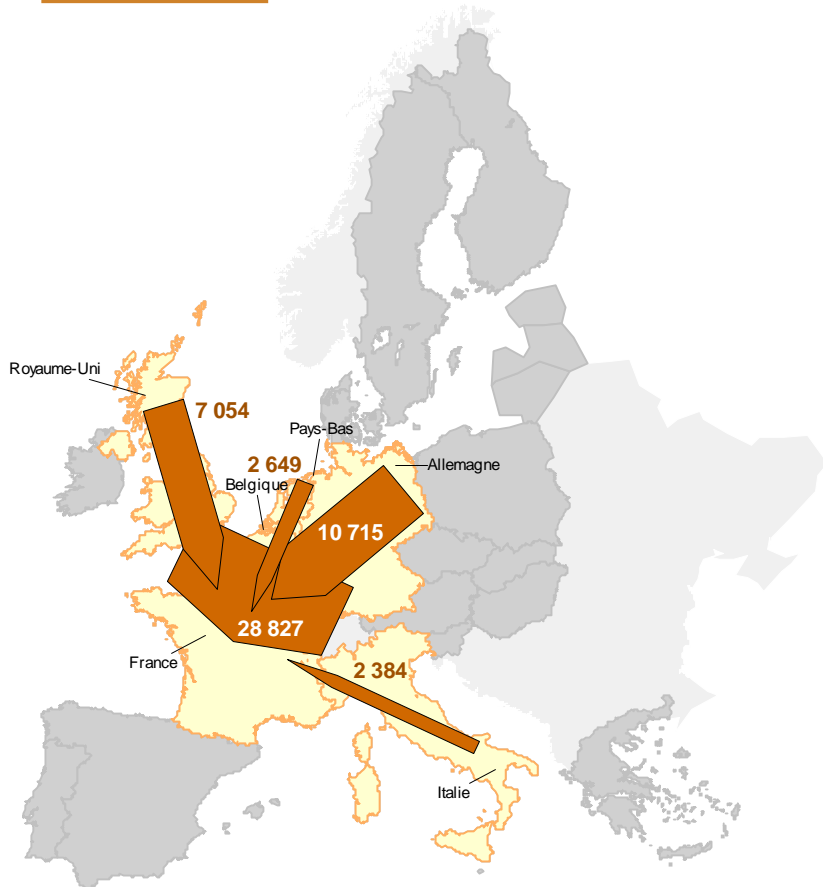 Royaume-Uni
7 054
Pays-Bas
2 649
Allemagne
Belgique
10 715
28 827
France
2 384
Italie